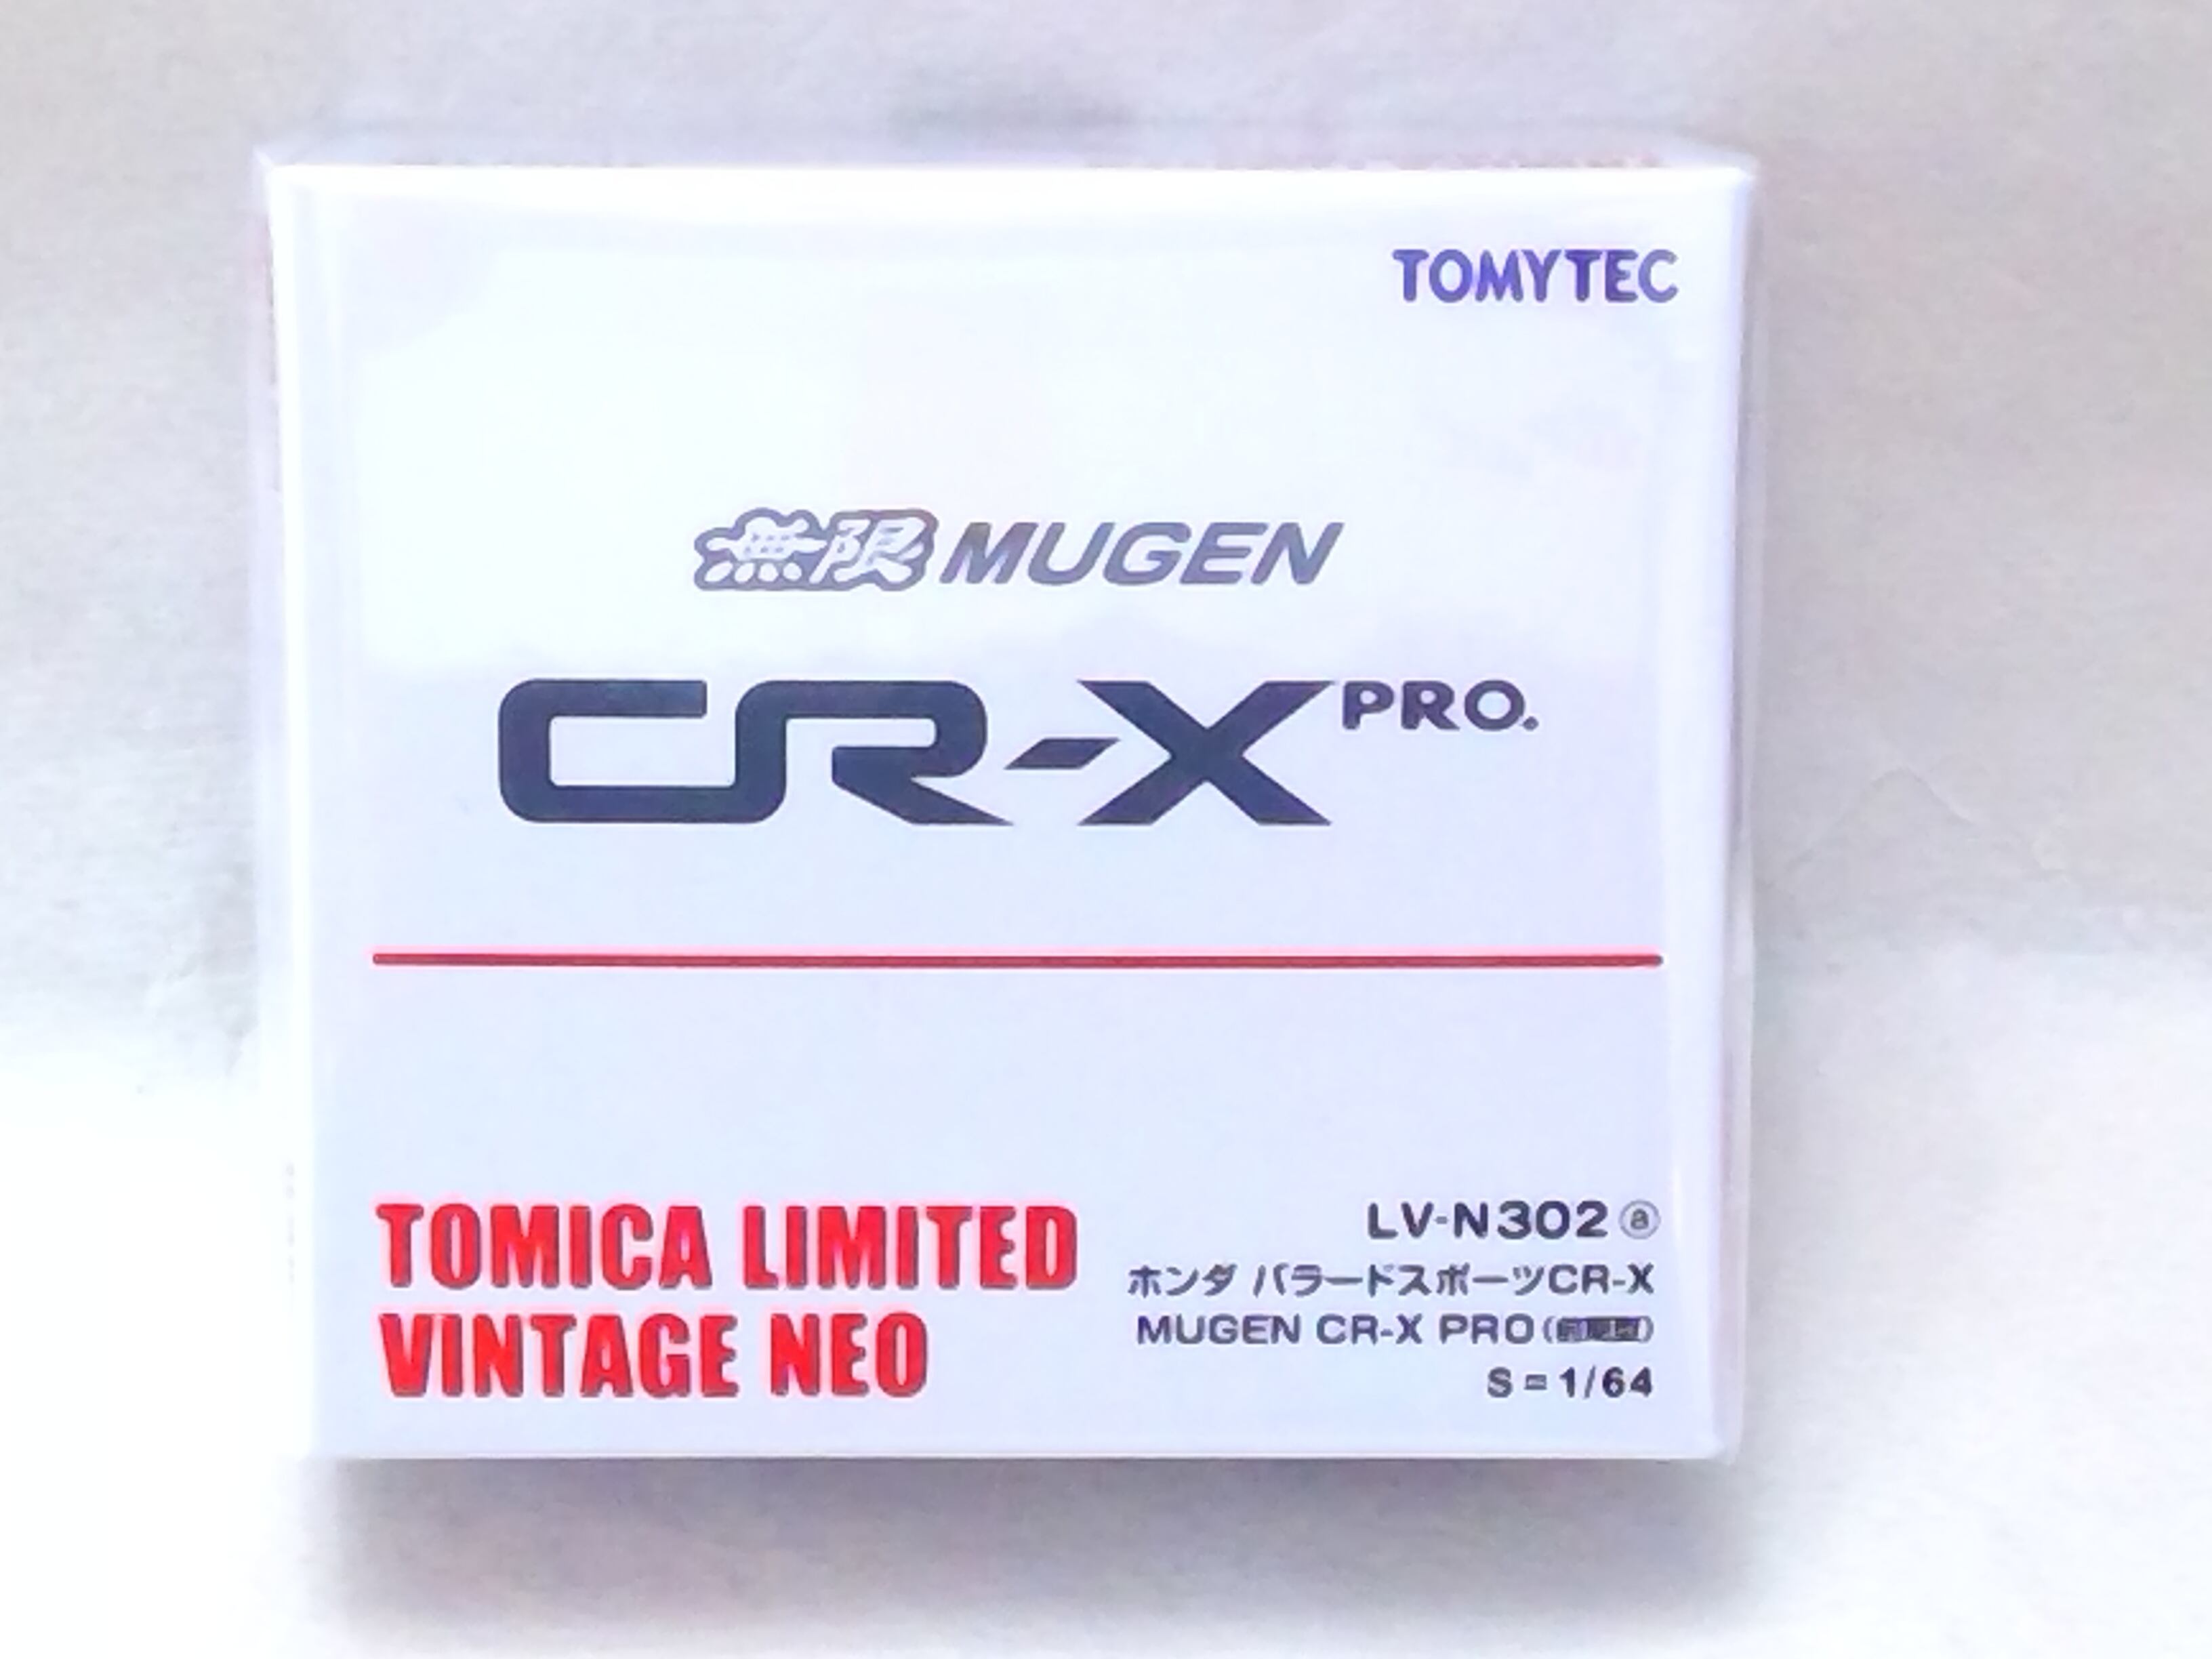 TOMYTEC
無限 MUGEN
CR-X PRO.
TOMICA LIMITED
VINTAGE NEO
LV-N302ⓐ
ホンダ バラードスポーツCR-X
MUGEN CR-X PRO
S=1/64